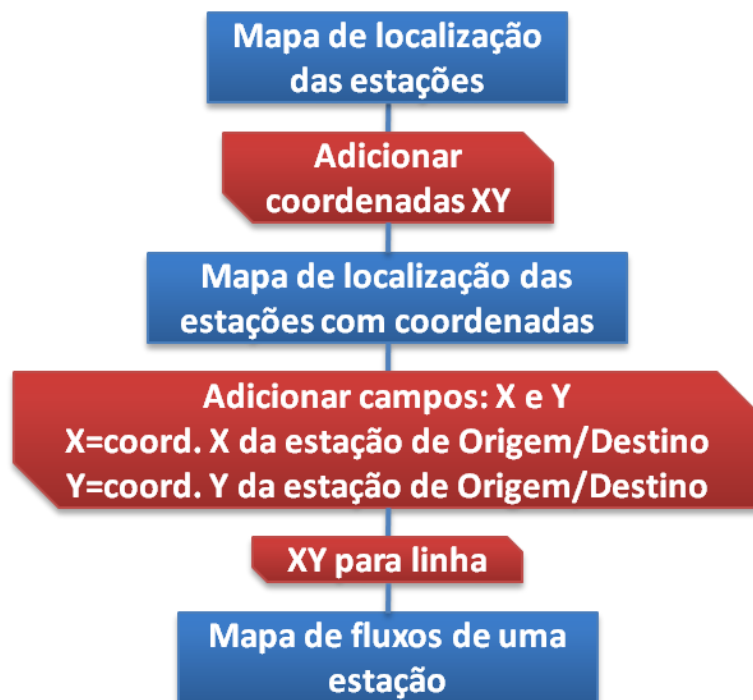 Mapa de localização
das estações
Adicionar
coordenadas XY
Mapa de localização das
estações com coordenadas
Adicionar campos: X e Y
X=coord. X da estação de Origem/Destino
Y=coord. Y da estação de Origem/Destino
XY para linha
Mapa de fluxos de uma
estação